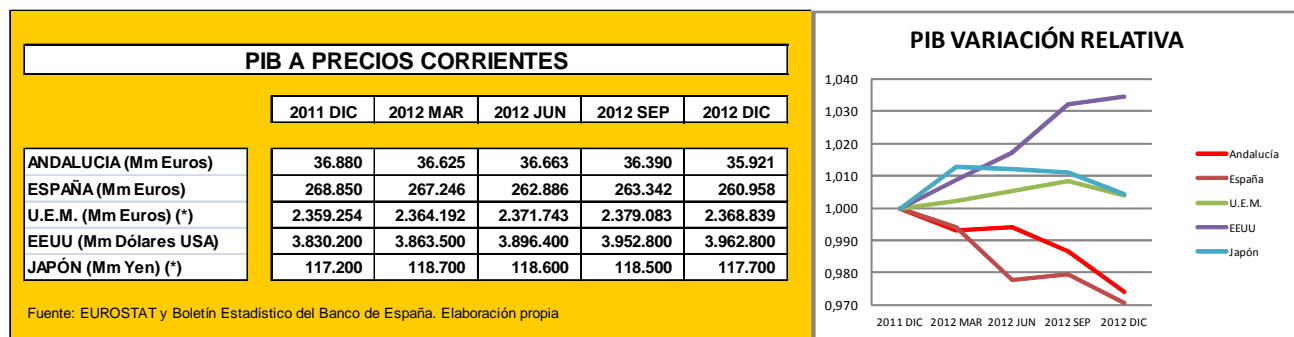 PIB A PRECIOS CORRIENTES
2011 DIC 2012 MAR 2012 JUN 2012 SEP 2012 DIC
ANDALUCIA (Mm Euros) 36.880 36.625 36.663 36.390 35.921
ESPAÑA (Mm Euros) 268.850 267.246 262.886 263.342 260.958
U.E.M. (Mm Euros) (*) 2.359.254 2.364.192 2.371.743 2.379.083 2.368.839
EEUU (Mm Dólares USA) 3.830.200 3.863.500 3.896.400 3.952.800 3.962.800
JAPÓN (Mm Yen) (*) 117.200 118.700 118.600 118.500 117.700
Fuente: EUROSTAT y Boletín Estadístico del Banco de España. Elaboración propia
PIB VARIACIÓN RELATIVA
1,040
1,030
1,020
1,010
1,000
0,990
0,980
0,970
2011 DIC 2012 MAR 2012 JUN 2012 SEP 2012 DIC
Andalucía
España
U.E.M.
EEUU
Japón